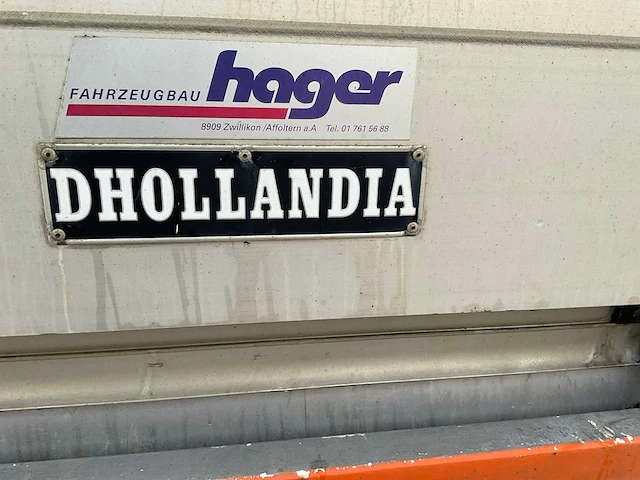 FAHRZEUGBAU hager
8909 Zwillikon/Affoltern a.A Tel. 01 761 56 88
DHOLLANDIA